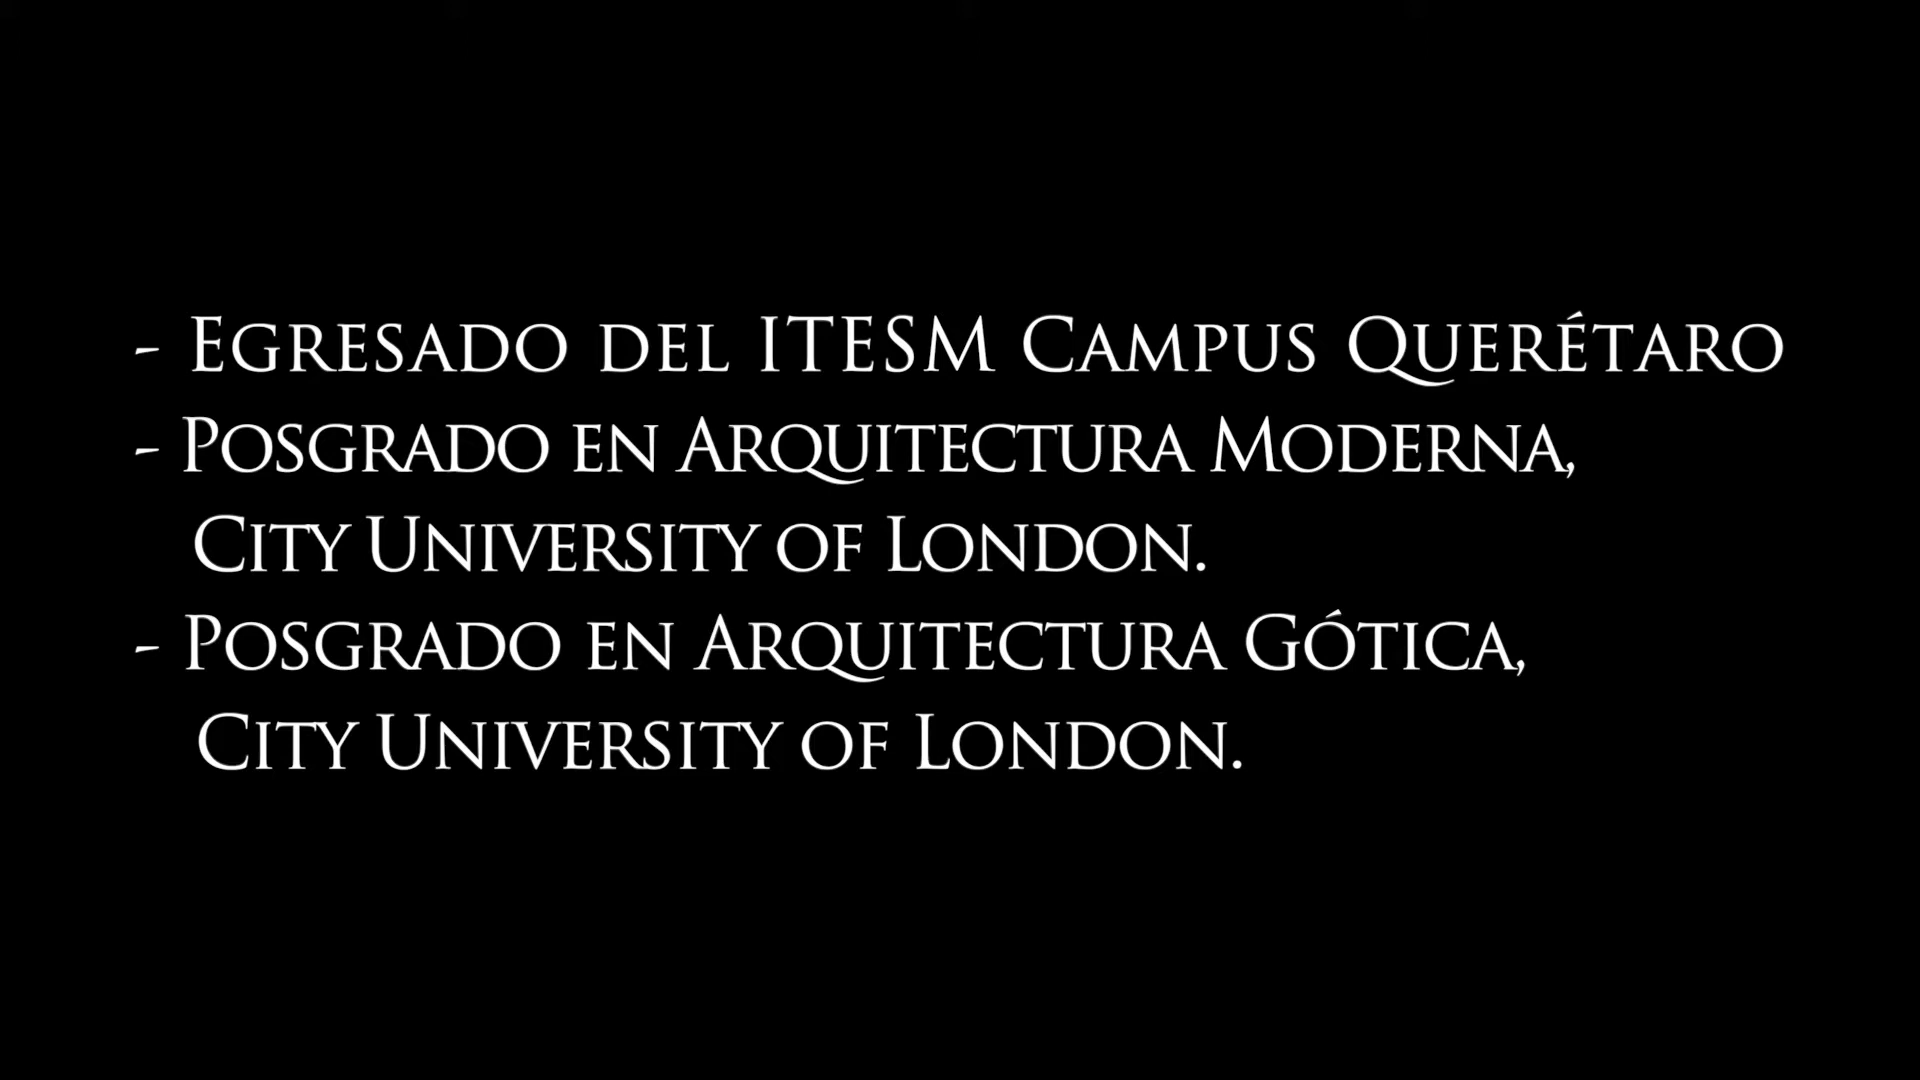 - Egresado del ITESM Campus Querétaro
- Posgrado en Arquitectura Moderna,
City University of London.
- Posgrado en Arquitectura Gótica,
City University of London.